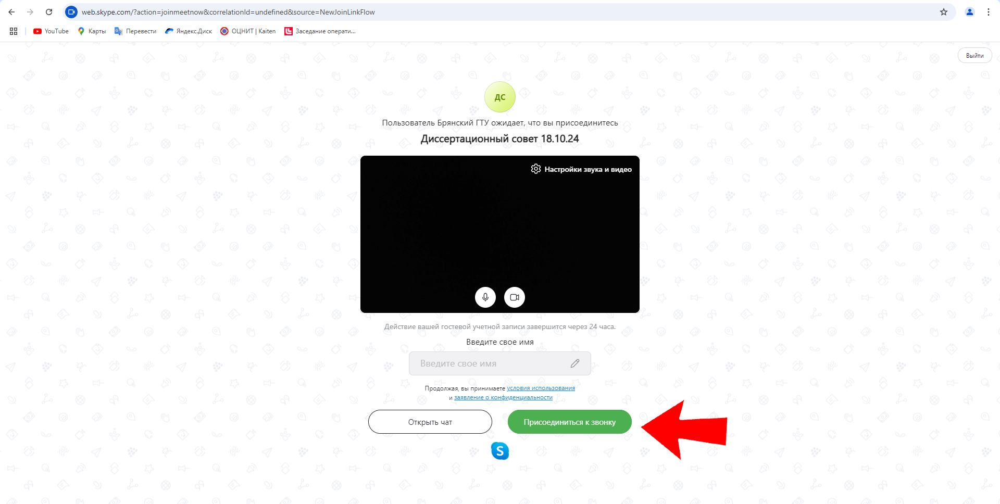 web.skype.com/?action=joinmeetnow&correlationId=undefined&source=NewJoinLinkFlow
YouTube Карты Перевести Яндекс.Диск ОЦНИТ | Kaiten Заседание операти...
Выйти
ДС
Пользователь Брянский ГТУ ожидает, что вы присоединитесь
Диссертационный совет 18.10.24
Настройки звука и видео
Действие вашей гостевой учетной записи завершится через 24 часа.
Введите свое имя
Введите свое имя
Продолжая, вы принимаете условия использования
и заявление о конфиденциальности
Открыть чат Присоединиться к звонку
S